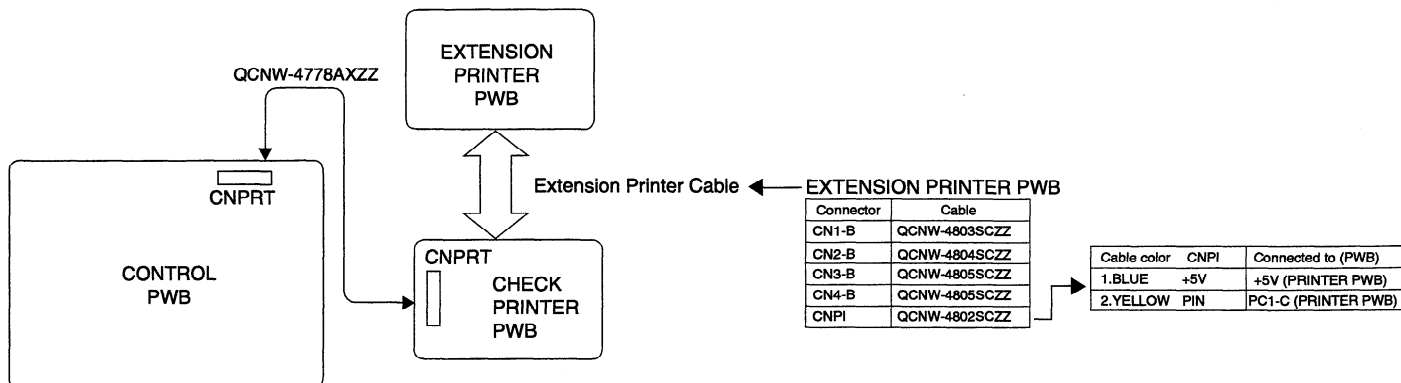 EXTENSION
PRINTER
PWB
QCNW-4778AXZZ
CNPRT
CONTROL
PWB
Extension Printer Cable
CNPRT
CHECK
PRINTER
PWB
EXTENSION PRINTER PWB
Connector Cable
CN1-B QCNW-4803SCZZ
CN2-B QCNW-4804SCZZ
CN3-B QCNW-4805SCZZ
CN4-B QCNW-4805SCZZ
CNPI QCNW-4802SCZZ
Cable color CNPI Connected to (PWB)
1.BLUE +5V +5V (PRINTER PWB)
2.YELLOW PIN PC1-C (PRINTER PWB)